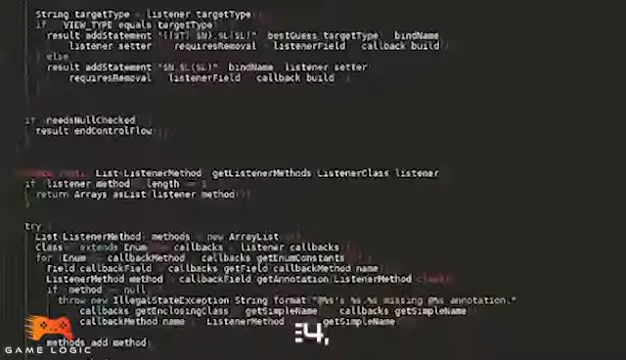 String targetType listener targetType
if VIEW_TYPE equals targetType
result addStatement bestGuess targetType bindName
listener setter requiresRemoval listenerField callback build
else
result addStatement "$N.$L($L)" bindName listener setter
requiresRemoval listenerField callback build
if needsNullChecked
result endControlFlow
List ListenerMethod getListenerMethods ListenerClass listener
if listener method length
return Arrays asList listener method
try
List ListenerMethod methods new ArrayList
Class extends Enum callbacks listener callbacks
for Enum callbackMethod callbacks getEnumConstants
Field callbackField callbacks getField callbackMethod name
ListenerMethod method callbackField getAnnotation ListenerMethod
if method null
throw new IllegalStateException String format "@%s's %s.%s missing @%s annotation."
callbacks getEnclosingClass getSimpleName callbacks getSimpleName
callbackMethod name ListenerMethod getSimpleName
methods add method
GAME LOGIC